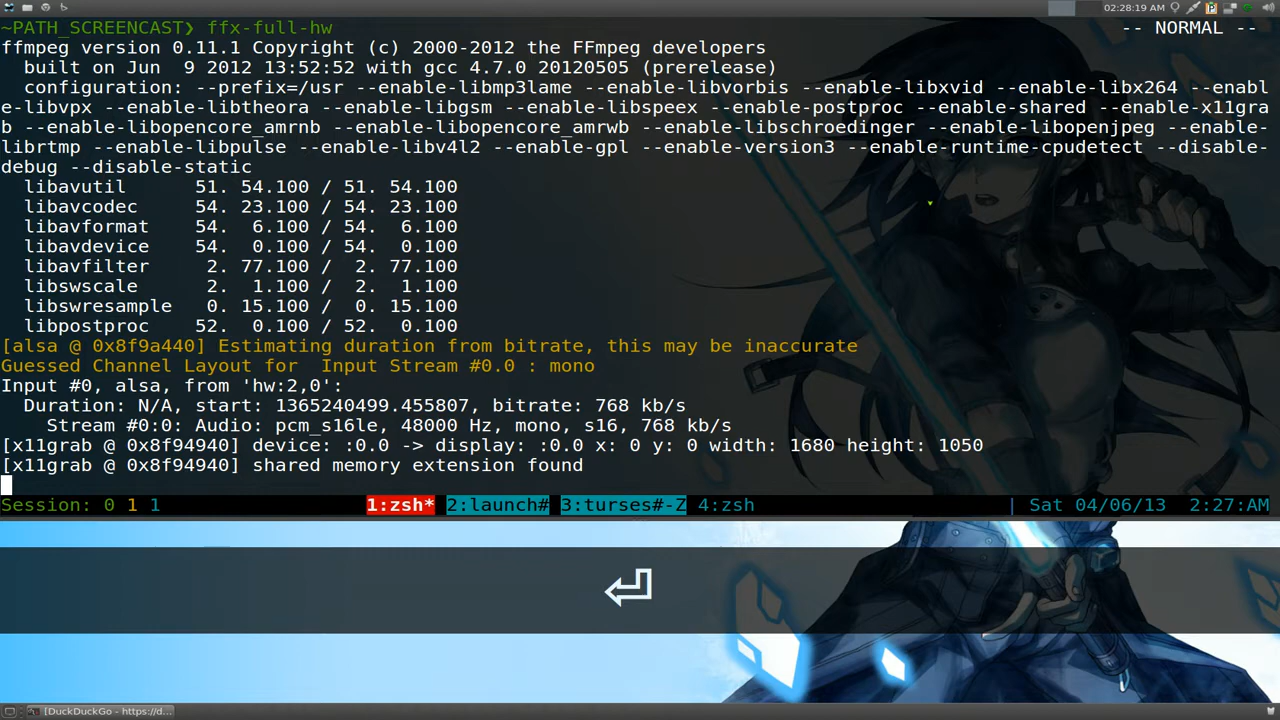 02:28:19 AM
~PATH_SCREENCAST❯ ffx-full-hw
-- NORMAL --
ffmpeg version 0.11.1 Copyright (c) 2000-2012 the FFmpeg developers
  built on Jun  9 2012 13:52:52 with gcc 4.7.0 20120505 (prerelease)
  configuration: --prefix=/usr --enable-libmp3lame --enable-libvorbis --enable-libxvid --enable-libx264 --enabl
e-libvpx --enable-libtheora --enable-libgsm --enable-libspeex --enable-postproc --enable-shared --enable-x11gra
b --enable-libopencore_amrnb --enable-libopencore_amrwb --enable-libschroedinger --enable-libopenjpeg --enable-
librtmp --enable-libpulse --enable-libv4l2 --enable-gpl --enable-version3 --enable-runtime-cpudetect --disable-
debug --disable-static
  libavutil      51. 54.100 / 51. 54.100
  libavcodec     54. 23.100 / 54. 23.100
  libavformat    54.  6.100 / 54.  6.100
  libavdevice    54.  0.100 / 54.  0.100
  libavfilter     2. 77.100 /  2. 77.100
  libswscale      2.  1.100 /  2.  1.100
  libswresample   0. 15.100 /  0. 15.100
  libpostproc    52.  0.100 / 52.  0.100
[alsa @ 0x8f9a440] Estimating duration from bitrate, this may be inaccurate
Guessed Channel Layout for  Input Stream #0.0 : mono
Input #0, alsa, from 'hw:2,0':
  Duration: N/A, start: 1365240499.455807, bitrate: 768 kb/s
    Stream #0:0: Audio: pcm_s16le, 48000 Hz, mono, s16, 768 kb/s
[x11grab @ 0x8f94940] device: :0.0 -> display: :0.0 x: 0 y: 0 width: 1680 height: 1050
[x11grab @ 0x8f94940] shared memory extension found
Session: 0 1 1 1:zsh* 2:launch# 3:turses#-Z 4:zsh | Sat 04/06/13  2:27:AM
⏎
[DuckDuckGo - https://d...